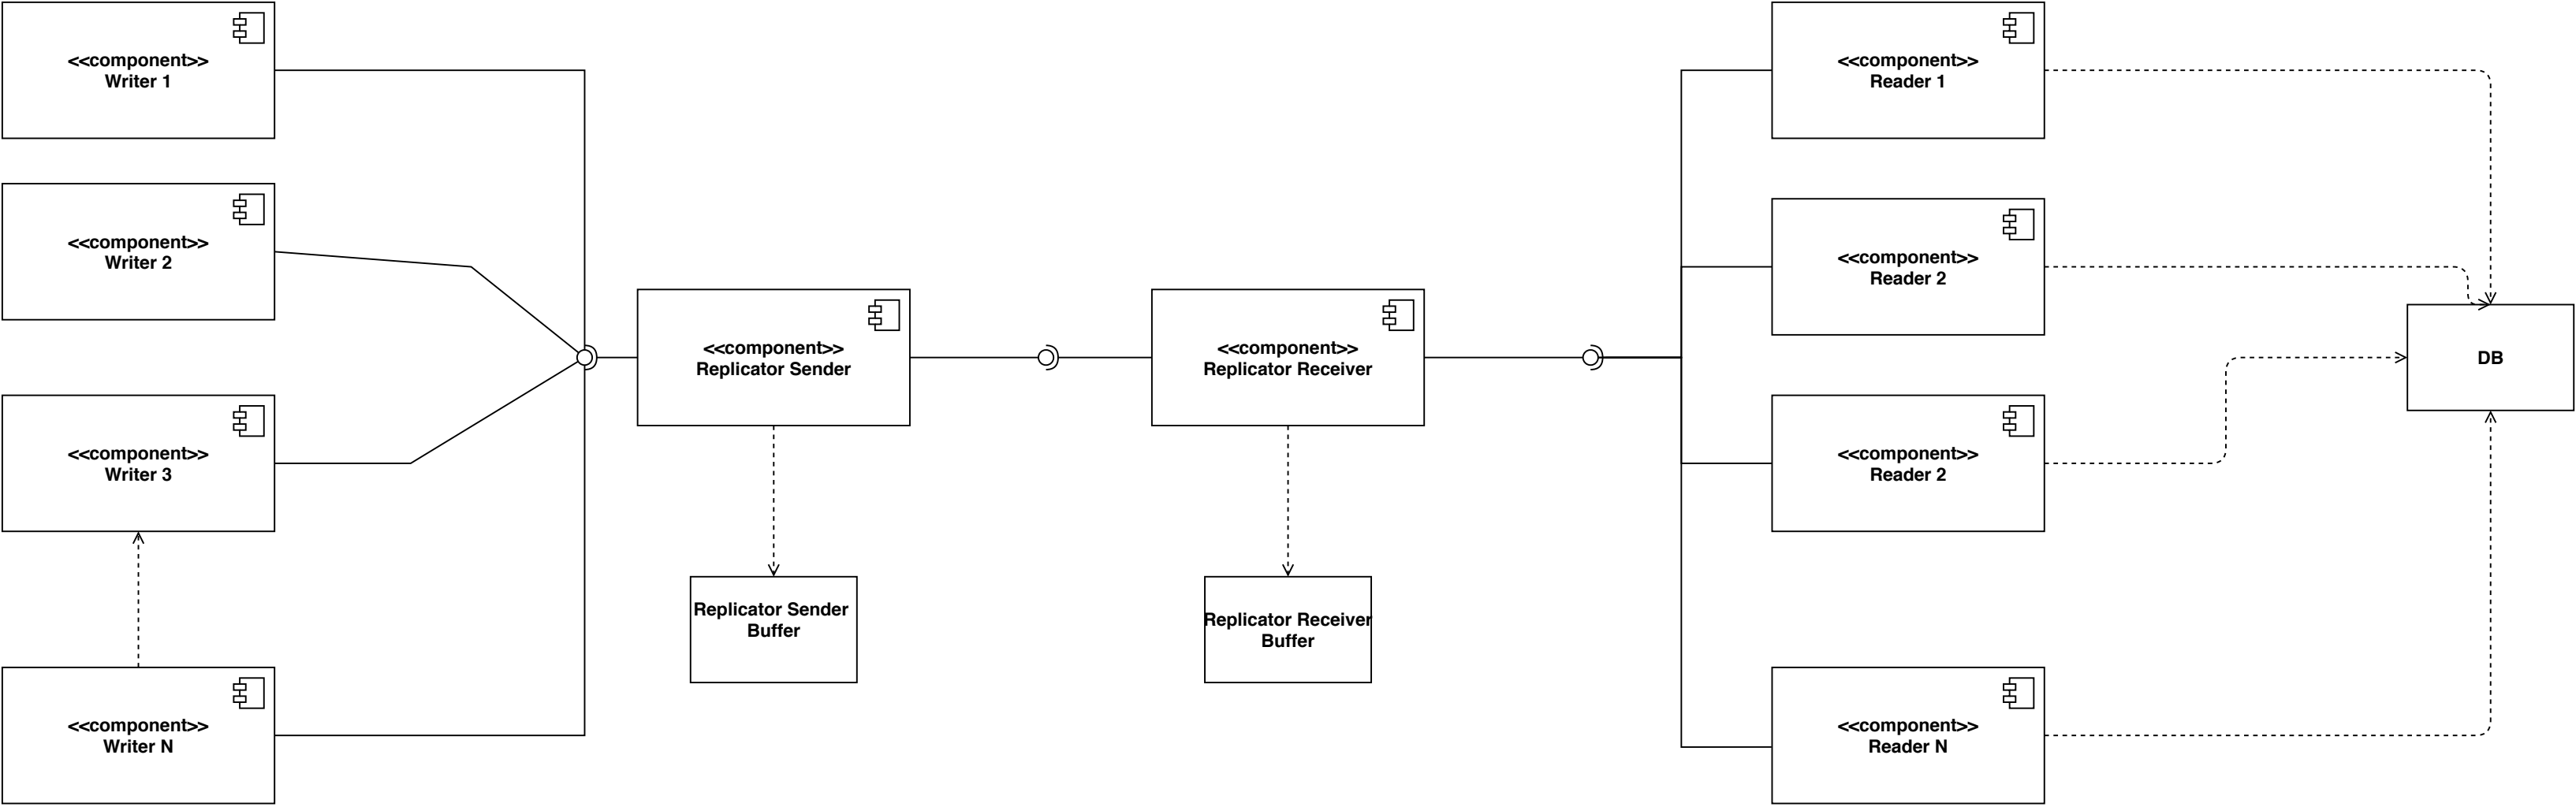 <<component>>
Writer 1
<<component>>
Writer 2
<<component>>
Writer 3
<<component>>
Writer N
<<component>>
Replicator Sender
Replicator Sender
Buffer
<<component>>
Replicator Receiver
Replicator Receiver
Buffer
<<component>>
Reader 1
<<component>>
Reader 2
<<component>>
Reader 2
<<component>>
Reader N
DB